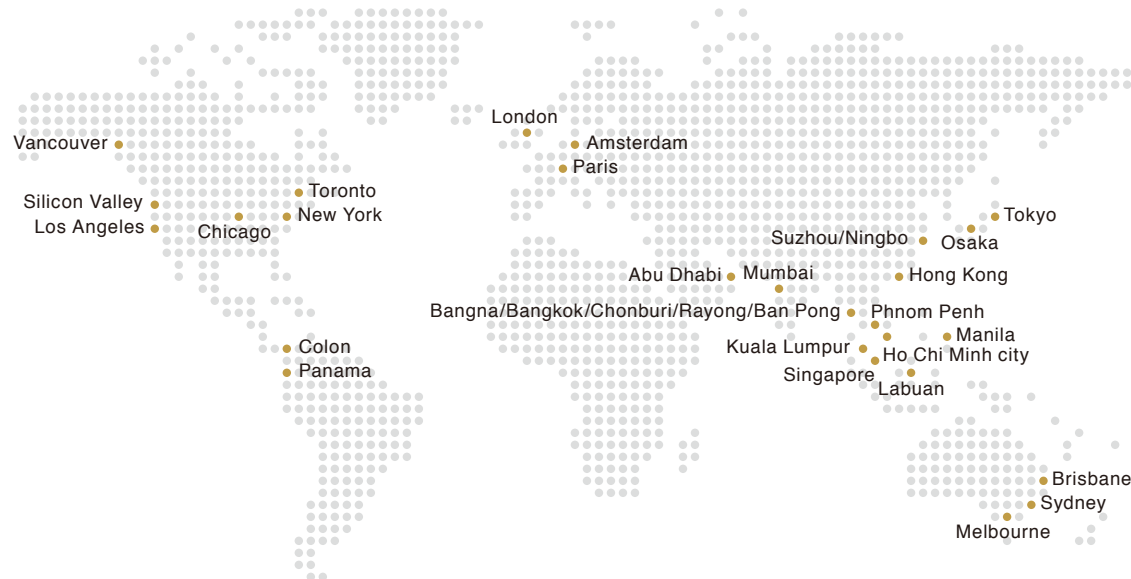 London
Vancouver
Amsterdam
Paris
Toronto
Silicon Valley
New York
Tokyo
Los Angeles
Chicago
Suzhou/Ningbo
Osaka
Abu Dhabi
Mumbai
Hong Kong
Bangna/Bangkok/Chonburi/Rayong/Ban Pong
Phnom Penh
Manila
Colon
Kuala Lumpur
Ho Chi Minh city
Panama
Singapore
Labuan
Brisbane
Sydney
Melbourne